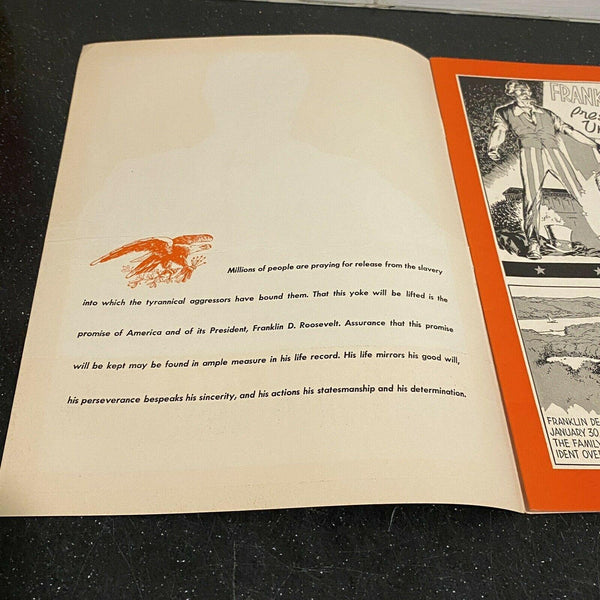 Millions of people are praying for release from the slavery
into which the tyrannical aggressors have bound them. That this yoke will be lifted is the
promise of America and of its President, Franklin D. Roosevelt. Assurance that this promise
will be kept may be found in ample measure in his life record. His life mirrors his good will,
his perseverance bespeaks his sincerity, and his actions his statesmanship and his determination.
FRANK
pres
Un
FRANKLIN DE
JANUARY 30
THE FAMILY
IDENT OVE